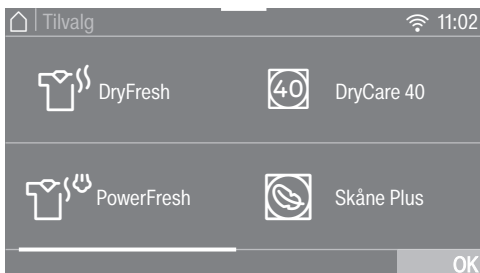 Tilvalg 11:02
DryFresh 40 DryCare 40
PowerFresh Skåne Plus
OK